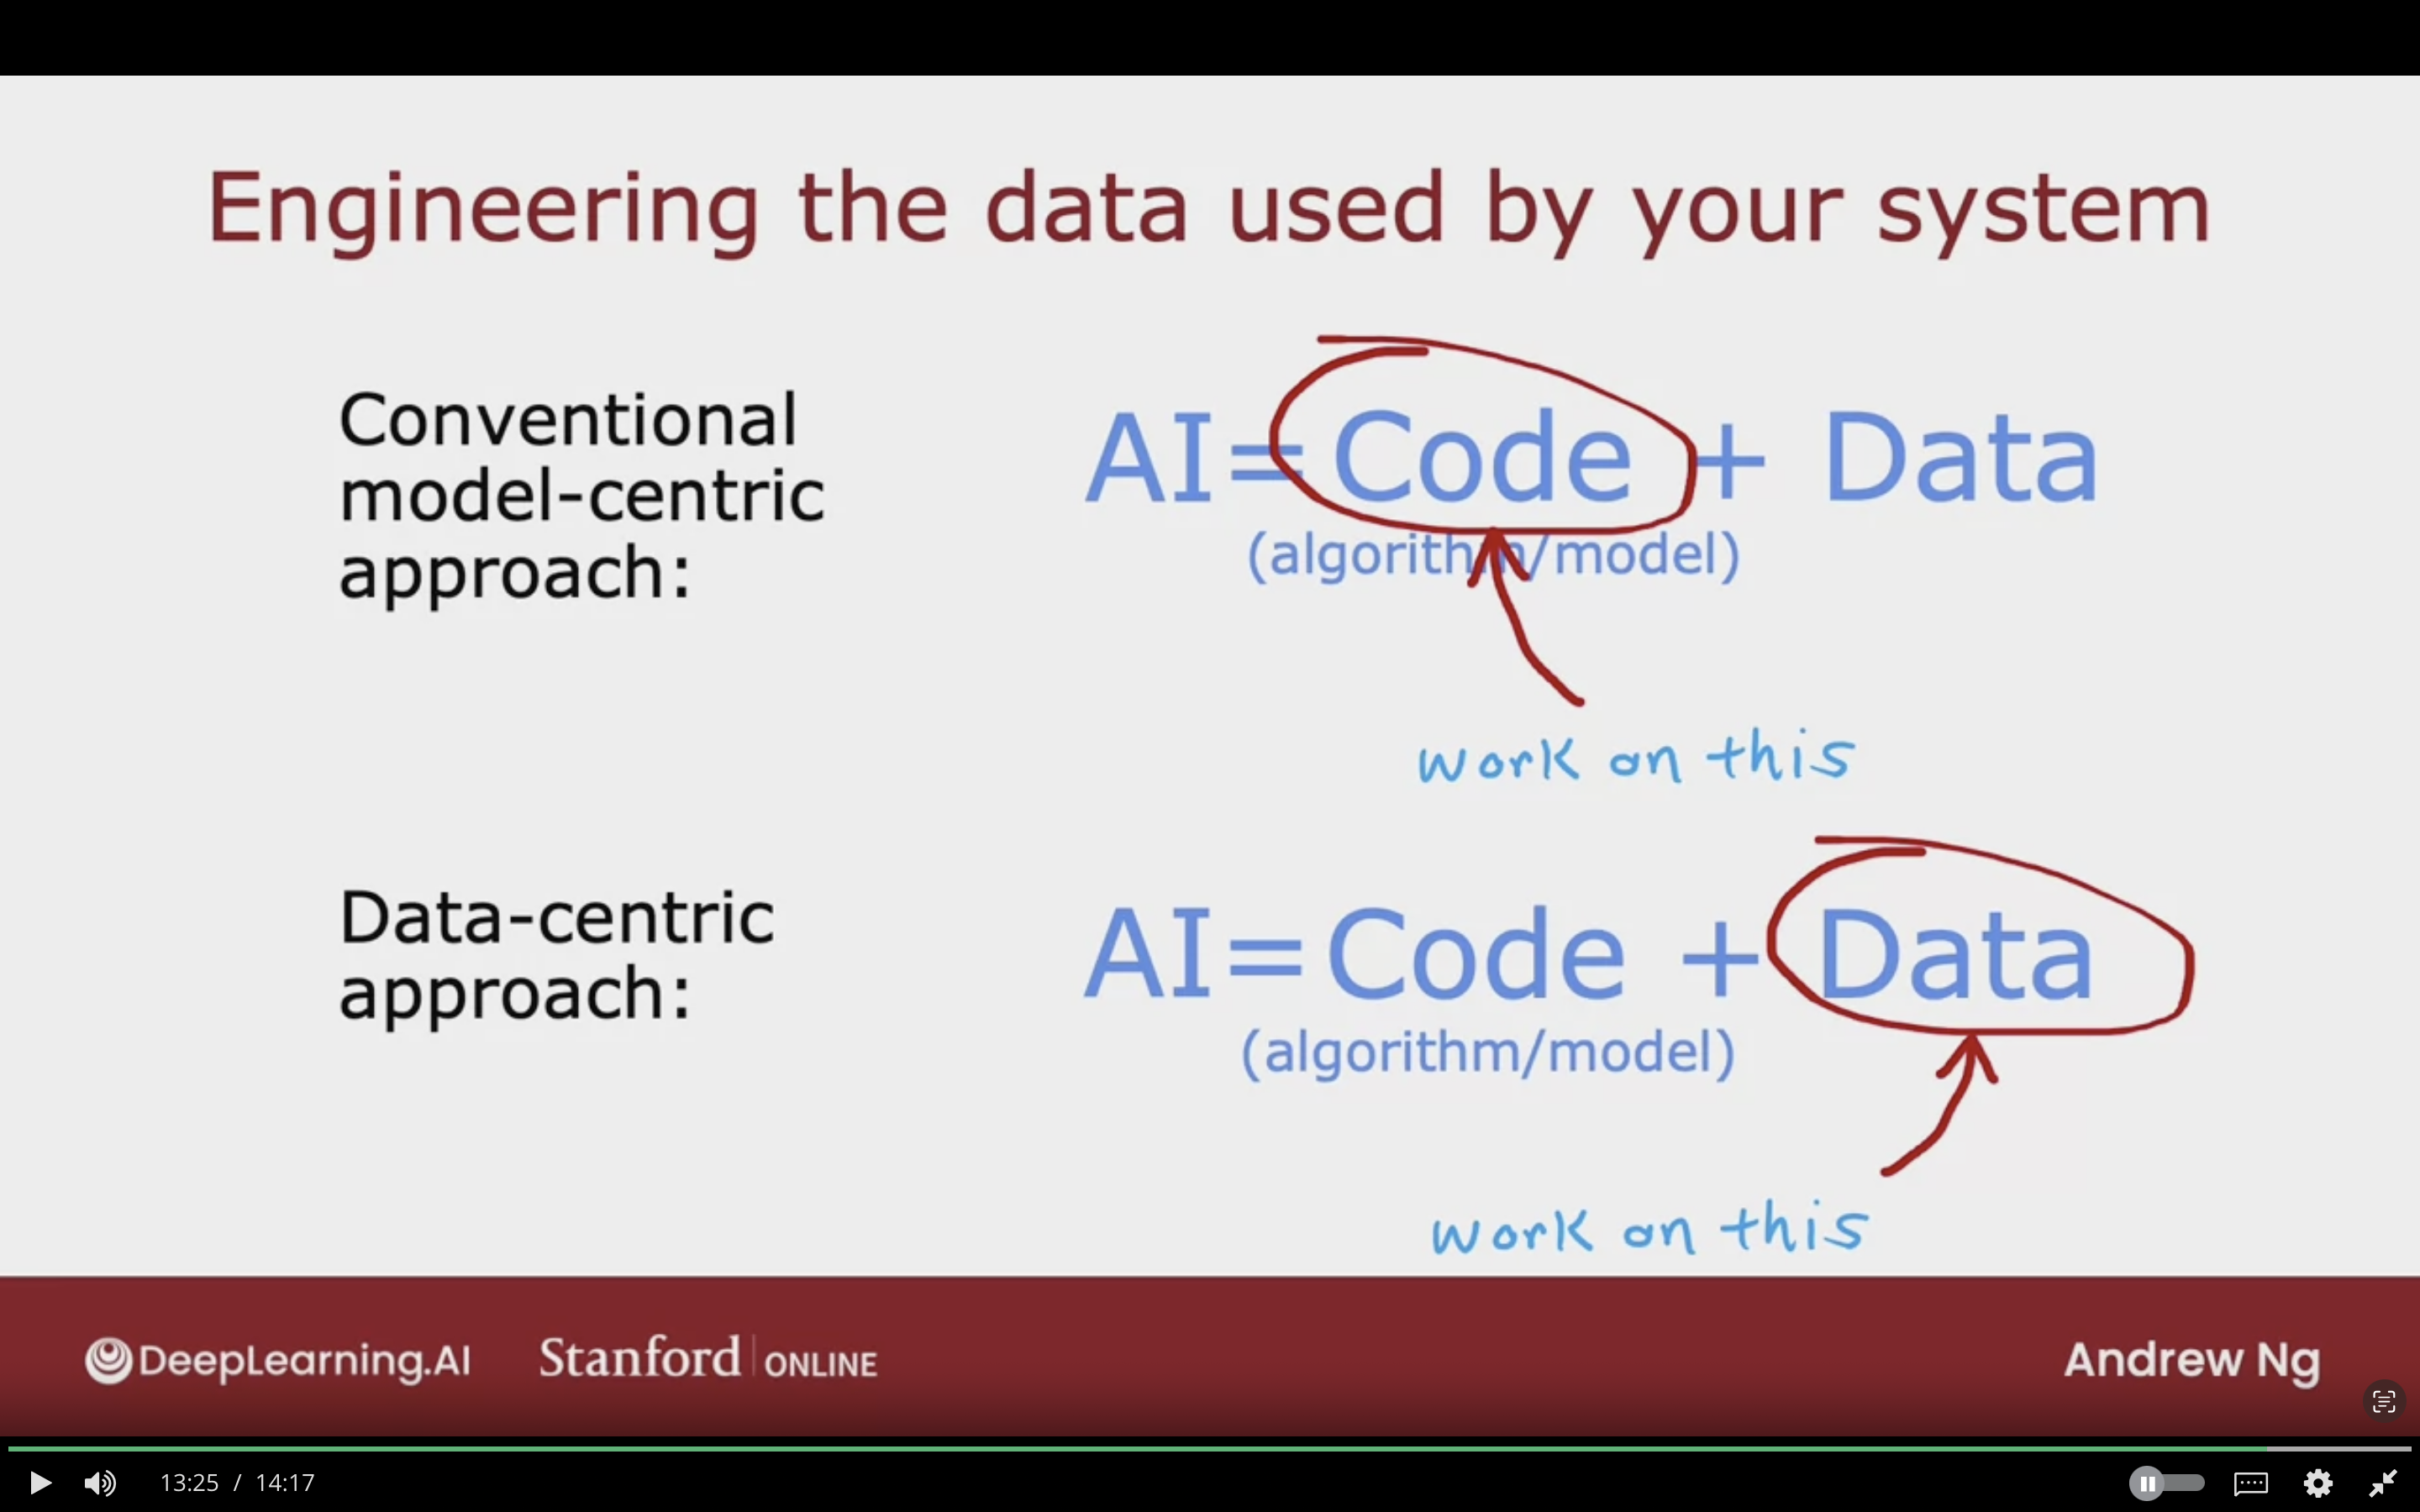 Engineering the data used by your system
Conventional
model-centric
approach:
AI=Code + Data
(algorithm/model)
work on this
Data-centric
approach:
AI=Code + Data
(algorithm/model)
work on this
DeepLearning.AI
Stanford ONLINE
Andrew Ng
13:25 / 14:17